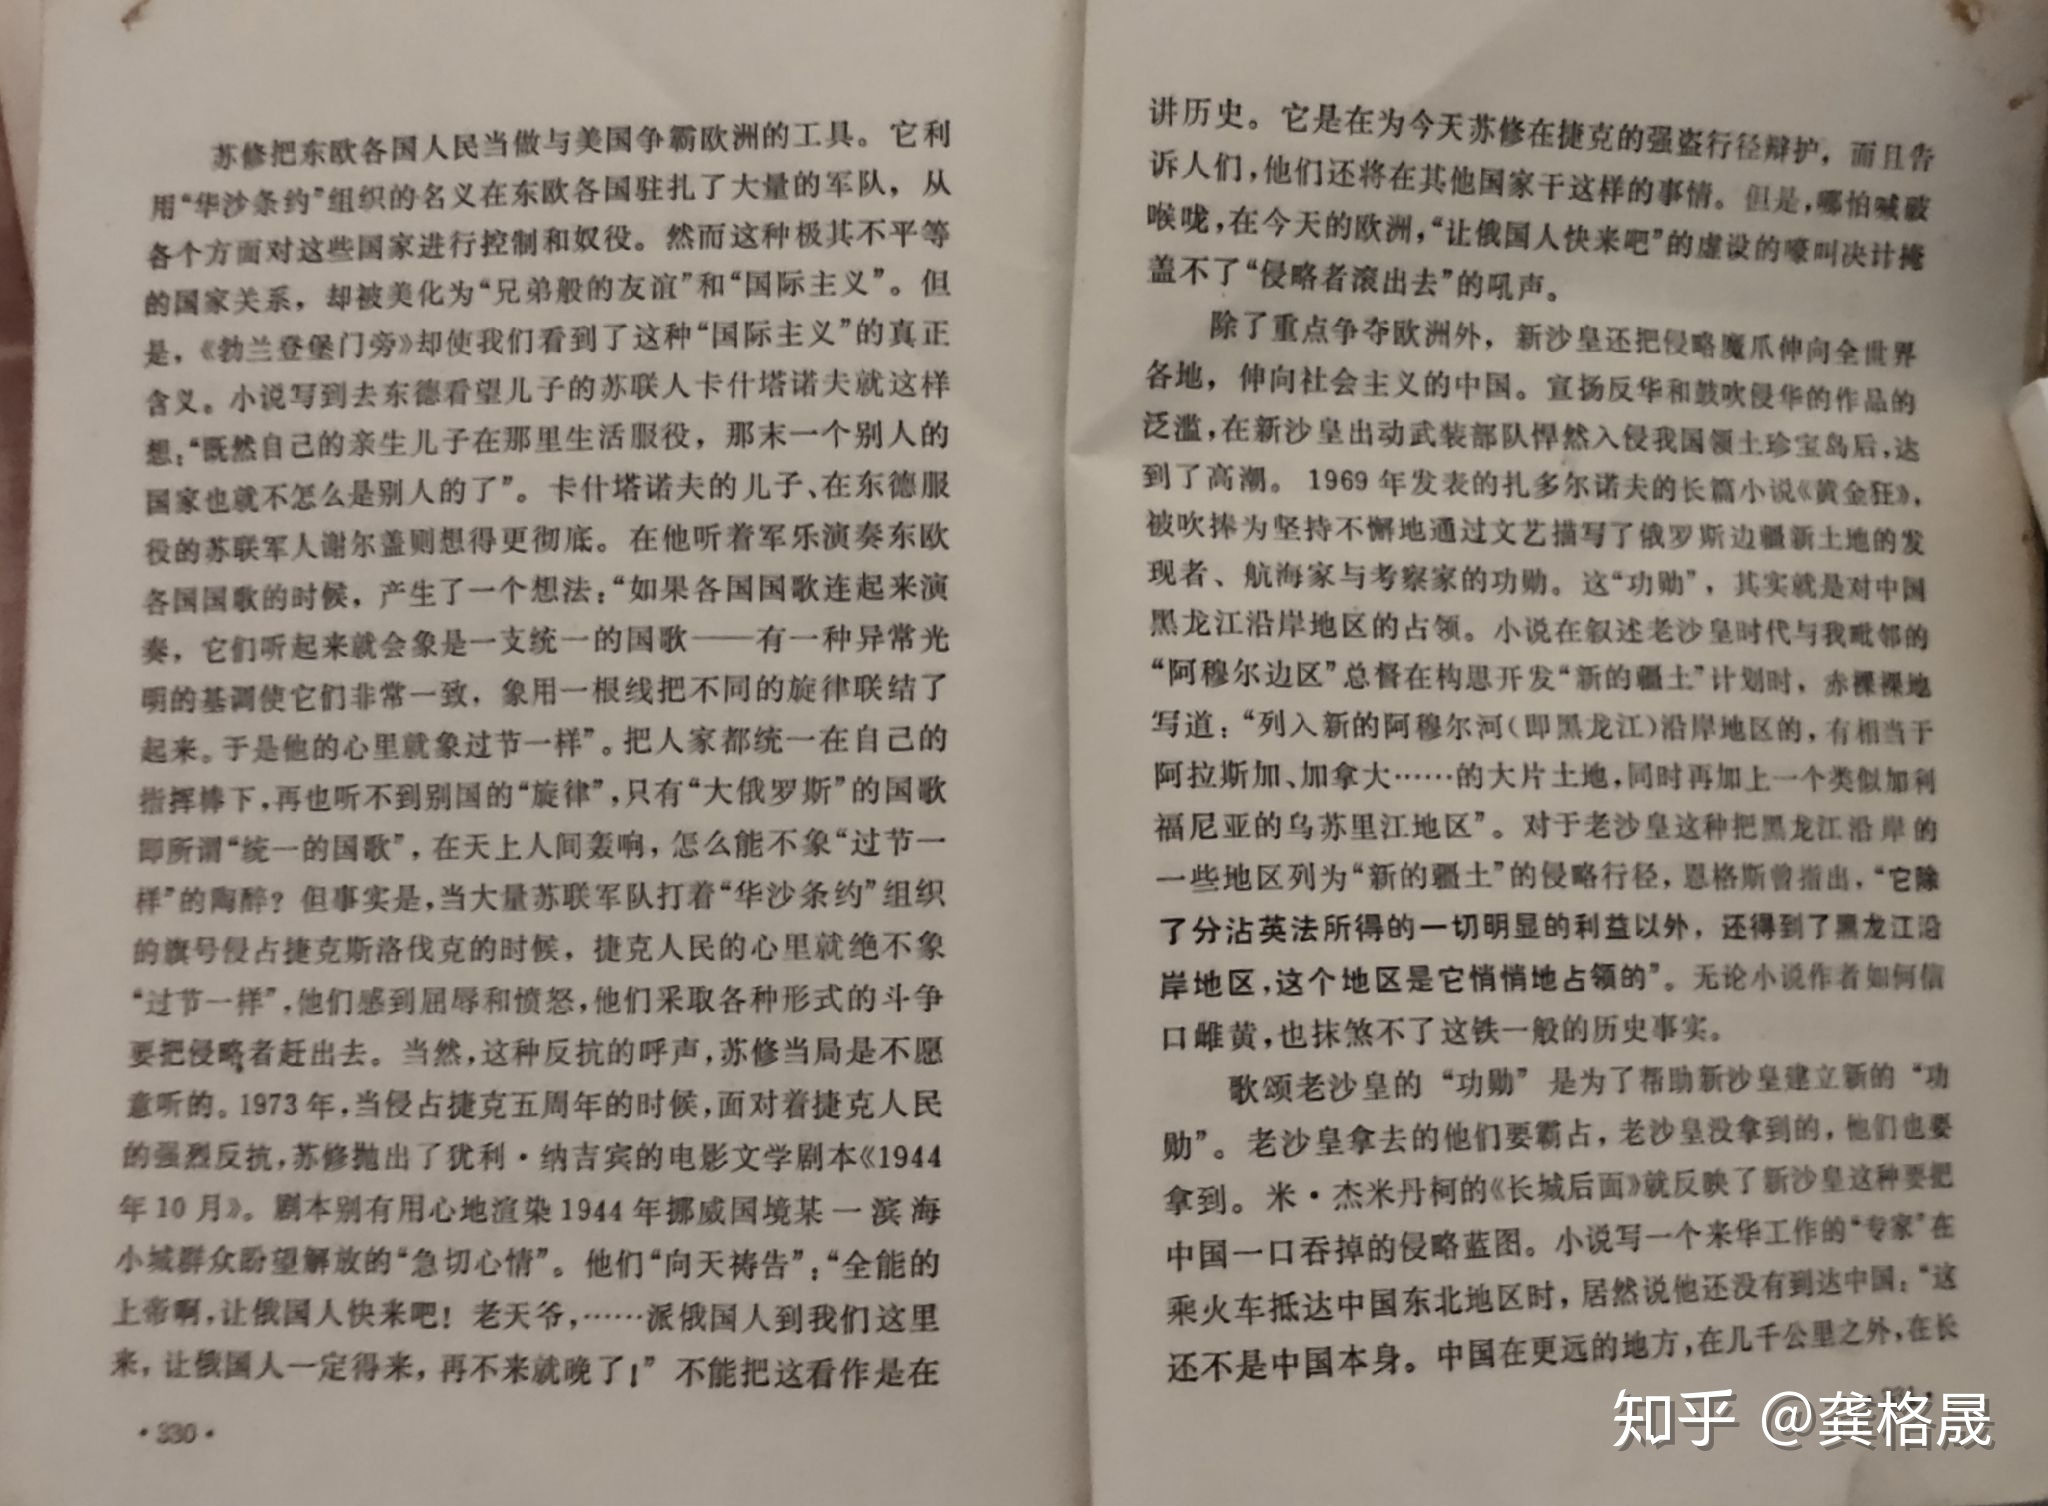 苏修把东欧各国人民当做与美国争霸欧洲的工具。它利
用“华沙条约”组织的名义在东欧各国驻扎了大量的军队，从
各个方面对这些国家进行控制和奴役。然而这种极其不平等
的国家关系，却被美化为“兄弟般的友谊”和“国际主义”。但
是，《勃兰登堡门旁》却使我们看到了这种“国际主义”的真正
含义。小说写到去东德看望儿子的苏联人卡什塔诺夫就这样
想：“既然自己的亲生儿子在那里生活服役，那末一个别人的
国家也就不怎么是别人的了”。卡什塔诺夫的儿子、在东德服
役的苏联军人谢尔盖则想得更彻底。在他听着军乐演奏东欧
各国国歌的时候，产生了一个想法：“如果各国国歌连起来演
奏，它们听起来就会象是一支统一的国歌——有一种异常光
明的基调使它们非常一致，象用一根线把不同的旋律联结了
起来。于是他的心里就象过节一样”。把人家都统一在自己的
指挥棒下，再也听不到别国的“旋律”，只有“大俄罗斯”的国歌
即所谓“统一的国歌”，在天上人间轰响，怎么能不象“过节一
样”的陶醉？但事实是，当大量苏联军队打着“华沙条约”组织
的旗号侵占捷克斯洛伐克的时候，捷克人民的心里就绝不象
“过节一样”，他们感到屈辱和愤怒，他们采取各种形式的斗争
要把侵略者赶出去。当然，这种反抗的呼声，苏修当局是不愿
意听的。1973年，当侵占捷克五周年的时候，面对着捷克人民
的强烈反抗，苏修抛出了犹利·纳吉宾的电影文学剧本《1944
年10月》。剧本别有用心地渲染1944年挪威国境某一滨海
小城群众盼望解放的“急切心情”。他们“向天祷告”：“全能的
上帝啊，让俄国人快来吧！老天爷，……派俄国人到我们这里
来，让俄国人一定得来，再不来就晚了！”不能把这看作是在
·330·
讲历史。它是在为今天苏修在捷克的强盗行径辩护，而且告
诉人们，他们还将在其他国家干这样的事情。但是，哪怕喊破
喉咙，在今天的欧洲，“让俄国人快来吧”的虚设的嚎叫决计掩
盖不了“侵略者滚出去”的吼声。
除了重点争夺欧洲外，新沙皇还把侵略魔爪伸向全世界
各地，伸向社会主义的中国。宣扬反华和鼓吹侵华的作品的
泛滥，在新沙皇出动武装部队悍然入侵我国领土珍宝岛后，达
到了高潮。1969年发表的扎多尔诺夫的长篇小说《黄金狂》，
被吹捧为坚持不懈地通过文艺描写了俄罗斯边疆新土地的发
现者、航海家与考察家的功勋。这“功勋”，其实就是对中国
黑龙江沿岸地区的占领。小说在叙述老沙皇时代与我毗邻的
“阿穆尔边区”总督在构思开发“新的疆土”计划时，赤裸裸地
写道：“列入新的阿穆尔河（即黑龙江）沿岸地区的，有相当于
阿拉斯加、加拿大……的大片土地，同时再加上一个类似加利
福尼亚的乌苏里江地区”。对于老沙皇这种把黑龙江沿岸的
一些地区列为“新的疆土”的侵略行径，恩格斯曾指出，“它除
了分沾英法所得的一切明显的利益以外，还得到了黑龙江沿
岸地区，这个地区是它悄悄地占领的”。无论小说作者如何信
口雌黄，也抹煞不了这铁一般的历史事实。
歌颂老沙皇的“功勋”是为了帮助新沙皇建立新的“功
勋”。老沙皇拿去的他们要霸占，老沙皇没拿到的，他们也要
拿到。米·杰米丹柯的《长城后面》就反映了新沙皇这种要把
中国一口吞掉的侵略蓝图。小说写一个来华工作的“专家”在
乘火车抵达中国东北地区时，居然说他还没有到达中国：“这
还不是中国本身。中国在更远的地方，在几千公里之外，在长
知乎 @龚格晟